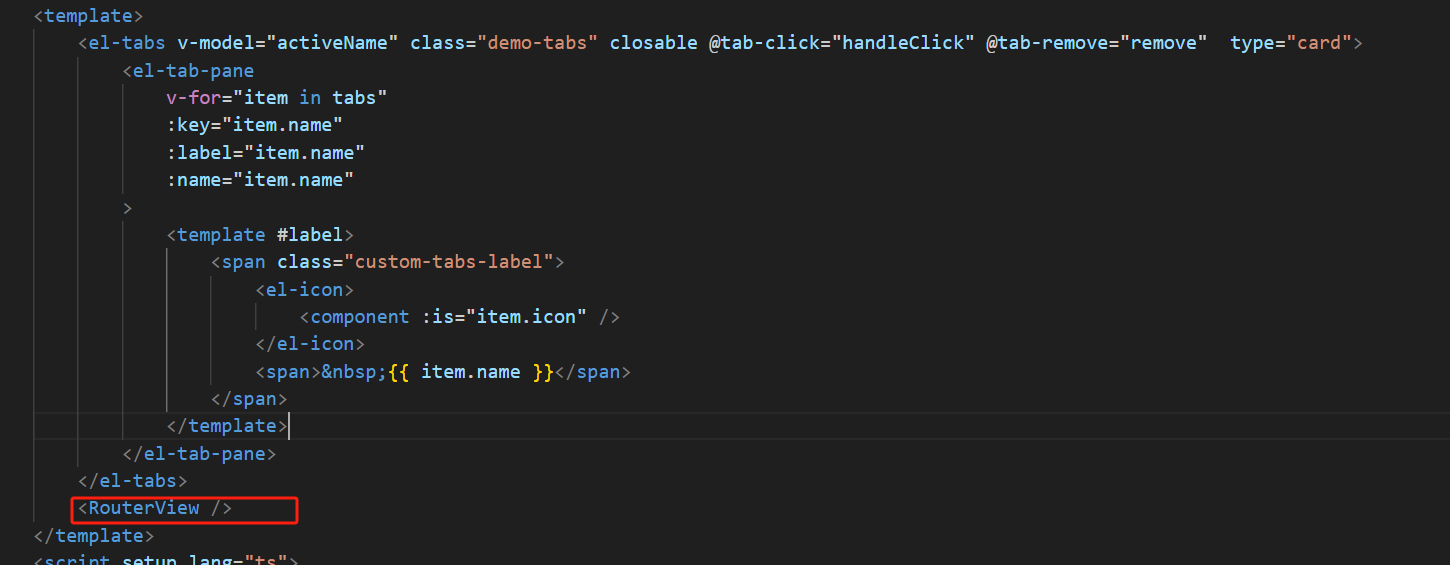 <template>
<el-tabs v-model="activeName" class="demo-tabs" closable @tab-click="handleClick" @tab-remove="remove"  type="card">
<el-tab-pane
v-for="item in tabs"
:key="item.name"
:label="item.name"
:name="item.name"
>
<template #label>
<span class="custom-tabs-label">
<el-icon>
<component :is="item.icon" />
</el-icon>
<span>&nbsp;{{ item.name }}</span>
</span>
</template>
</el-tab-pane>
</el-tabs>
<RouterView />
</template>
<script setup lang="ts">